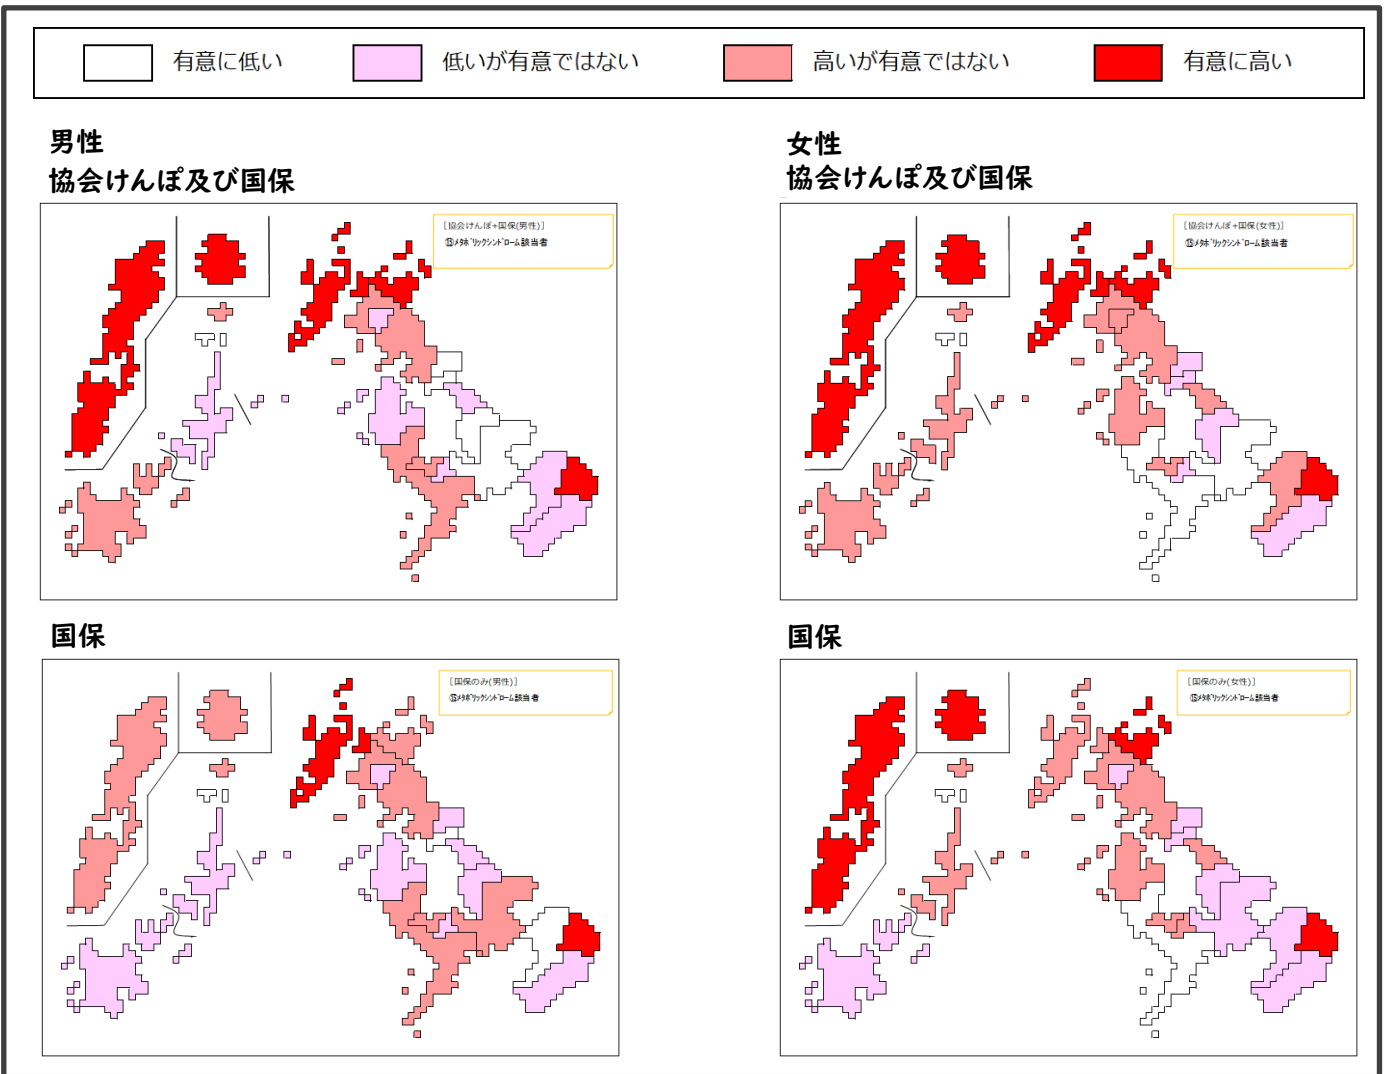 有意に低い
低いが有意ではない
高いが有意ではない
有意に高い
男性
協会けんぽ及び国保
女性
協会けんぽ及び国保
［協会けんぽ+国保(男性)］
⑮ﾒﾀﾎﾞﾘｯｸｼﾝﾄﾞﾛｰﾑ該当者
［協会けんぽ+国保(女性)］
⑮ﾒﾀﾎﾞﾘｯｸｼﾝﾄﾞﾛｰﾑ該当者
国保
国保
［国保のみ(男性)］
⑮ﾒﾀﾎﾞﾘｯｸｼﾝﾄﾞﾛｰﾑ該当者
［国保のみ(女性)］
⑮ﾒﾀﾎﾞﾘｯｸｼﾝﾄﾞﾛｰﾑ該当者